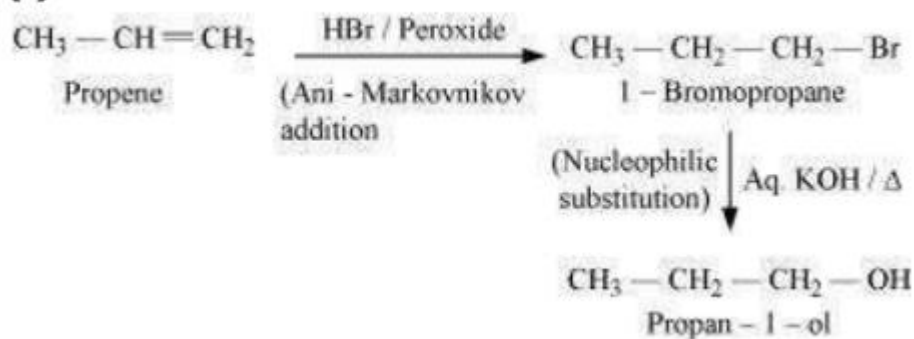 CH₃ — CH = CH₂
Propene
HBr / Peroxide
(Ani - Markovnikov
addition
CH₃ — CH₂ — CH₂ — Br
1 – Bromopropane
(Nucleophilic
substitution)
Aq. KOH / Δ
CH₃ — CH₂ — CH₂ — OH
Propan – 1 – ol